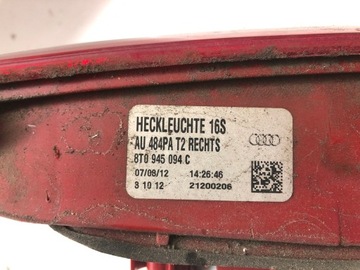 HECKLEUCHTE 16S
AU 484PA T2 RECHTS
8T0 945 094 C
07/08/12 14:26:46
3 10 12 21200206